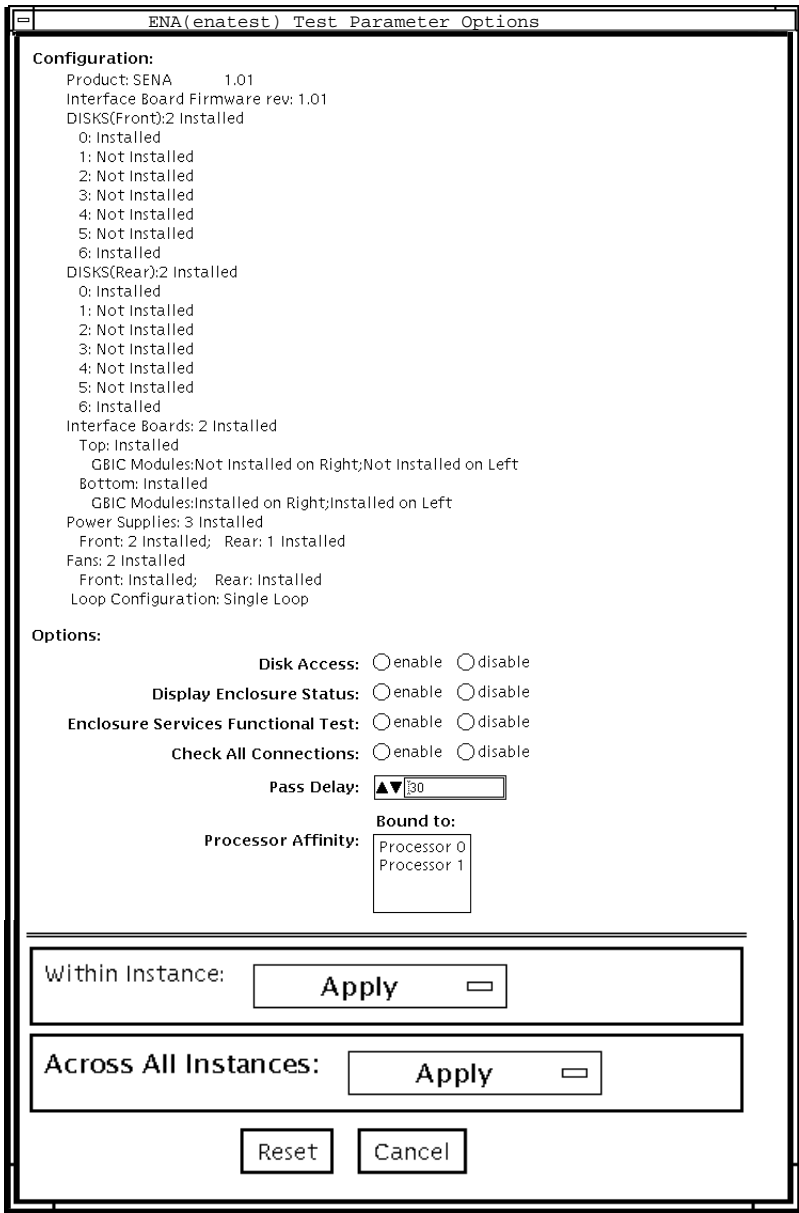 ENA(enatest) Test Parameter Options
Configuration:
Product: SENA 1.01
Interface Board Firmware rev: 1.01
DISKS(Front):2 Installed
0: Installed
1: Not Installed
2: Not Installed
3: Not Installed
4: Not Installed
5: Not Installed
6: Installed
DISKS(Rear):2 Installed
0: Installed
1: Not Installed
2: Not Installed
3: Not Installed
4: Not Installed
5: Not Installed
6: Installed
Interface Boards: 2 Installed
Top: Installed
GBIC Modules:Not Installed on Right;Not Installed on Left
Bottom: Installed
GBIC Modules:Installed on Right;Installed on Left
Power Supplies: 3 Installed
Front: 2 Installed; Rear: 1 Installed
Fans: 2 Installed
Front: Installed; Rear: Installed
Loop Configuration: Single Loop
Options:
Disk Access: enable disable
Display Enclosure Status: enable disable
Enclosure Services Functional Test: enable disable
Check All Connections: enable disable
Pass Delay: 30
Bound to:
Processor Affinity:
Processor 0
Processor 1
Within Instance: Apply
Across All Instances: Apply
Reset Cancel